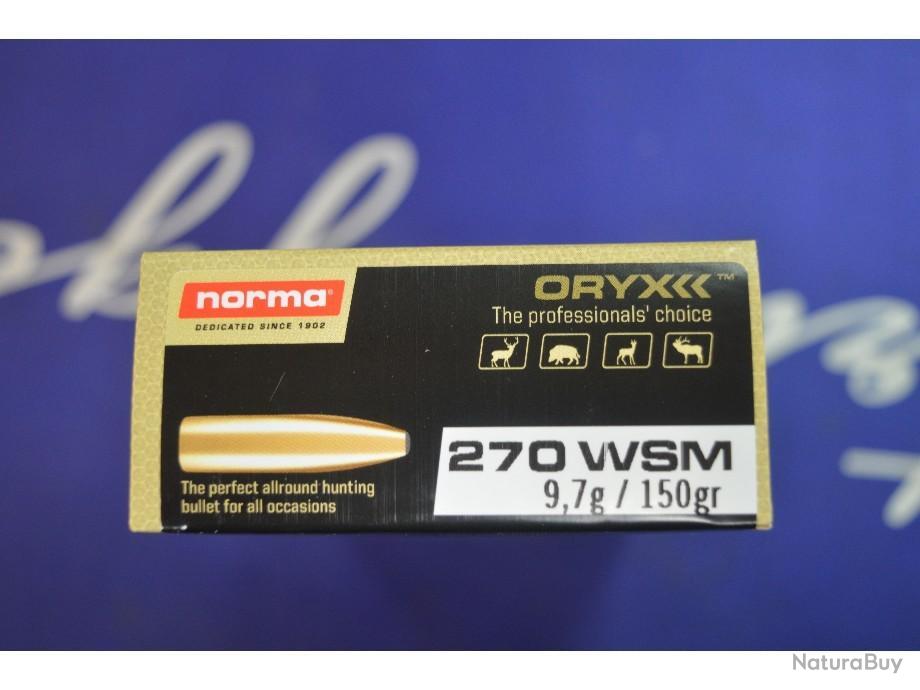 norma®
DEDICATED SINCE 1902
ORYX™
The professionals' choice
The perfect allround hunting
bullet for all occasions
270 WSM
9,7g / 150gr
NaturaBuy